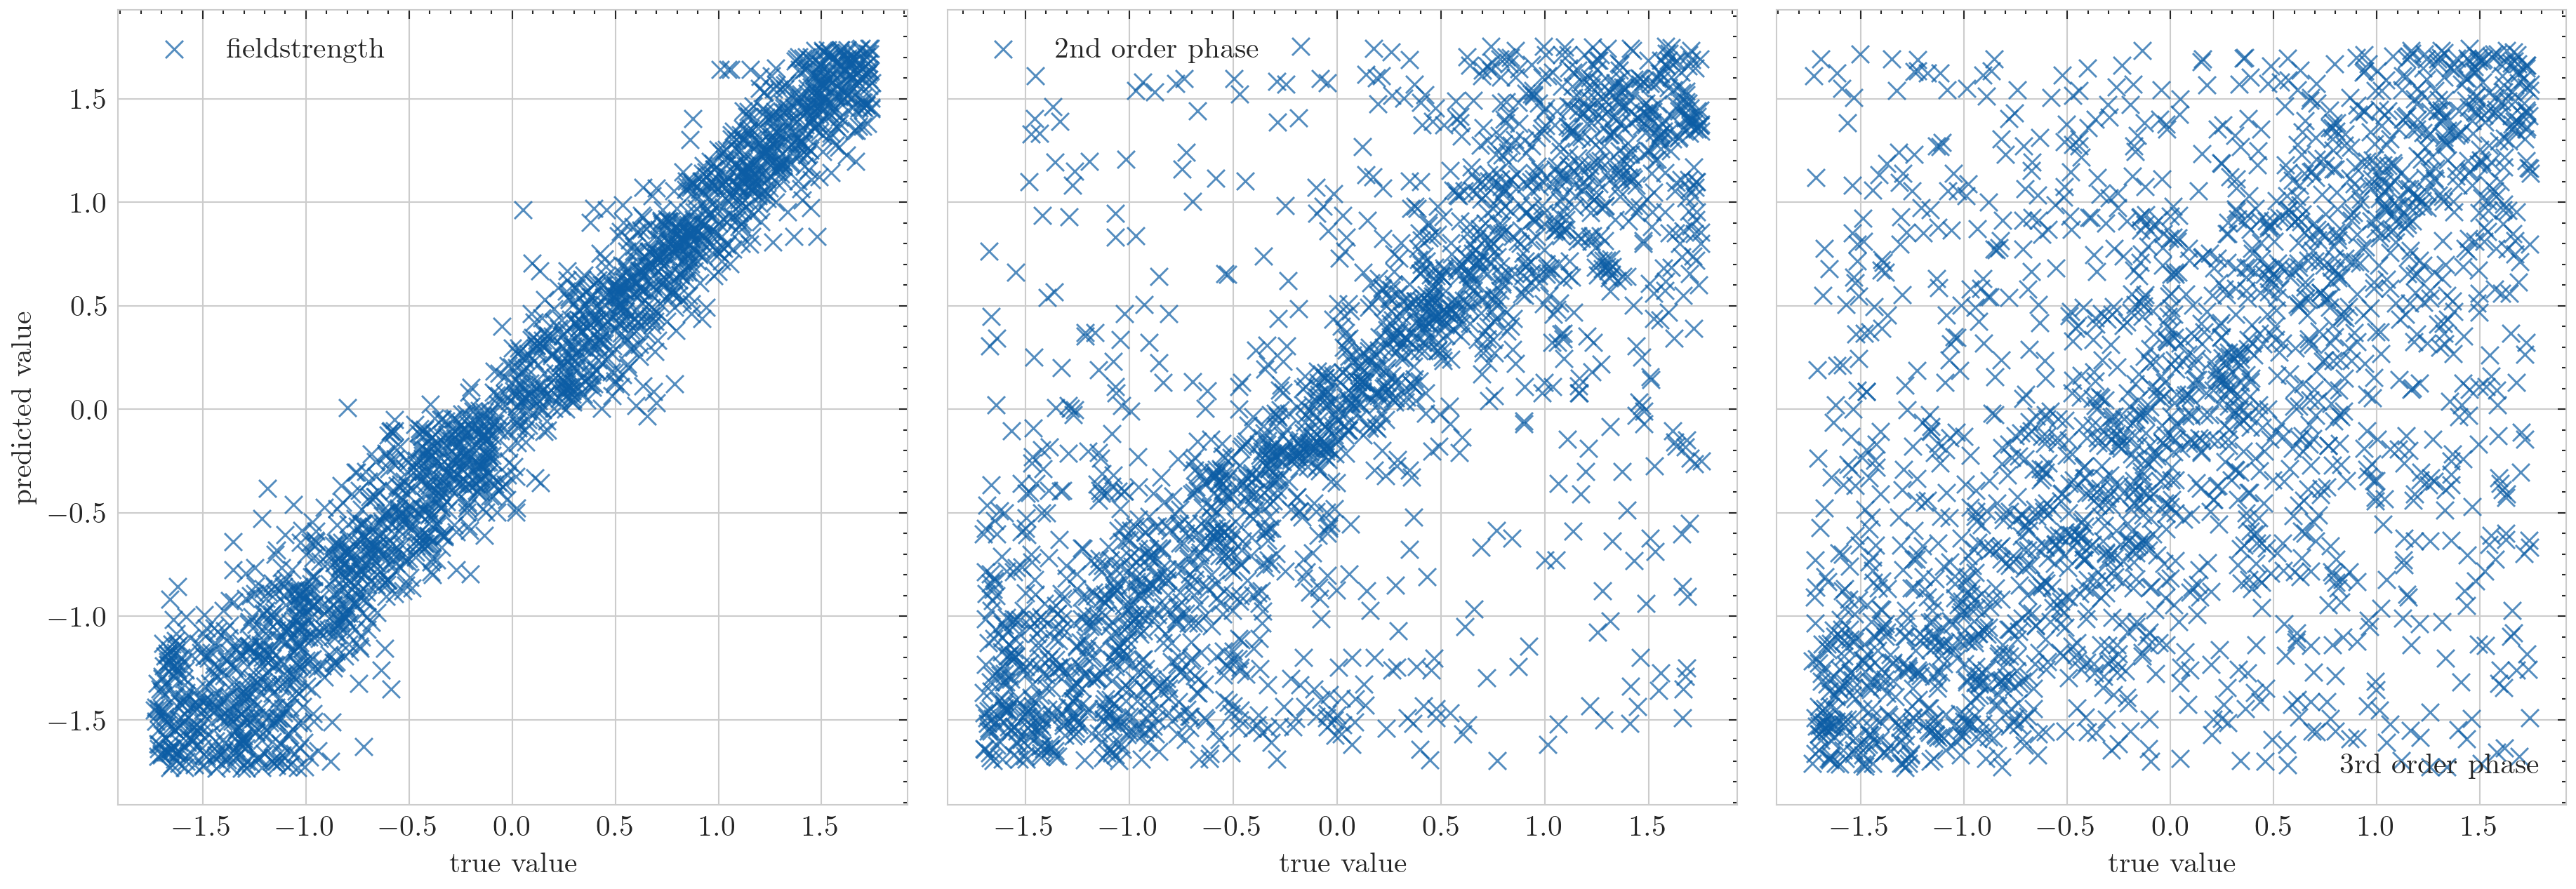 fieldstrength
2nd order phase
3rd order phase
predicted value
1.5
1.0
0.5
0.0
−0.5
−1.0
−1.5
−1.5 −1.0 −0.5 0.0 0.5 1.0 1.5
−1.5 −1.0 −0.5 0.0 0.5 1.0 1.5
−1.5 −1.0 −0.5 0.0 0.5 1.0 1.5
true value
true value
true value